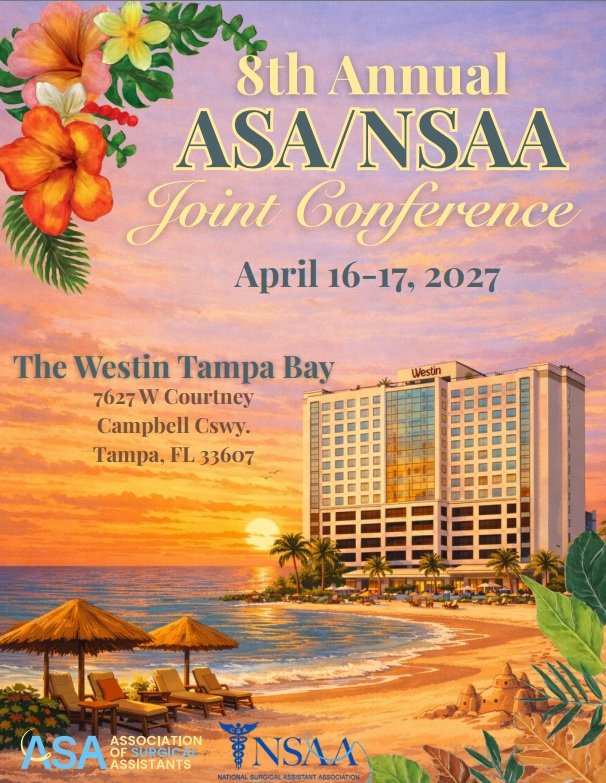 8th Annual
ASA/NSAA
Joint Conference
April 16-17, 2027
The Westin Tampa Bay
7627 W Courtney
Campbell Cswy.
Tampa, FL 33607
Westin
ASA ASSOCIATION
OF SURGICAL
ASSISTANTS
CSA
NSAA
NATIONAL SURGICAL ASSISTANT ASSOCIATION